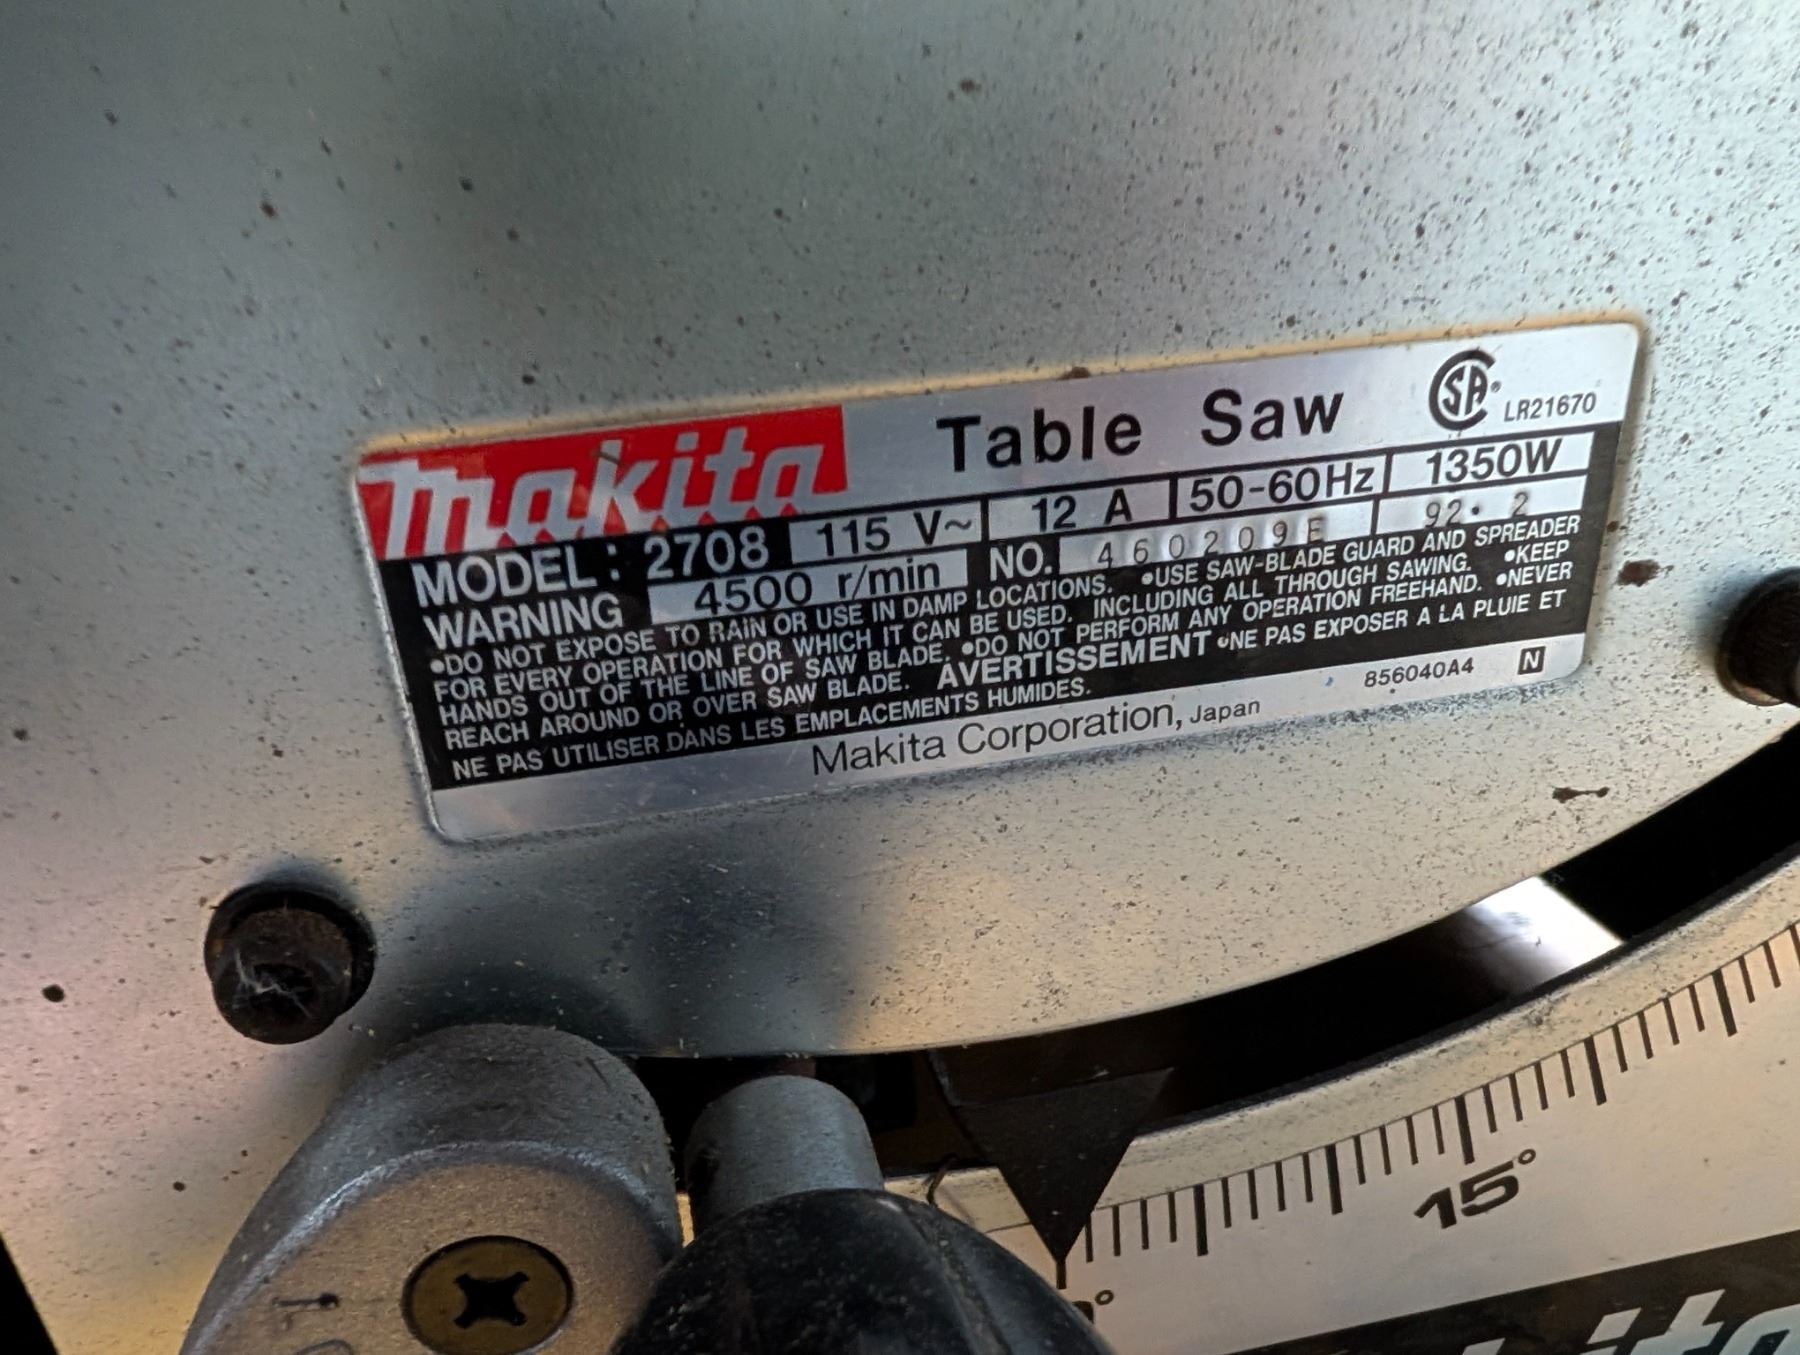 Makita Table Saw CSA® LR21670
MODEL: 2708 115 V~ 12 A 50-60Hz 1350W
WARNING 4500 r/min NO. 460209E 92.2
•DO NOT EXPOSE TO RAIN OR USE IN DAMP LOCATIONS. •USE SAW-BLADE GUARD AND SPREADER
FOR EVERY OPERATION FOR WHICH IT CAN BE USED. INCLUDING ALL THROUGH SAWING. •KEEP
HANDS OUT OF THE LINE OF SAW BLADE. •DO NOT PERFORM ANY OPERATION FREEHAND. •NEVER
REACH AROUND OR OVER SAW BLADE. AVERTISSEMENT •NE PAS EXPOSER A LA PLUIE ET
NE PAS UTILISER DANS LES EMPLACEMENTS HUMIDES.
Makita Corporation, Japan 856040A4 N
15°